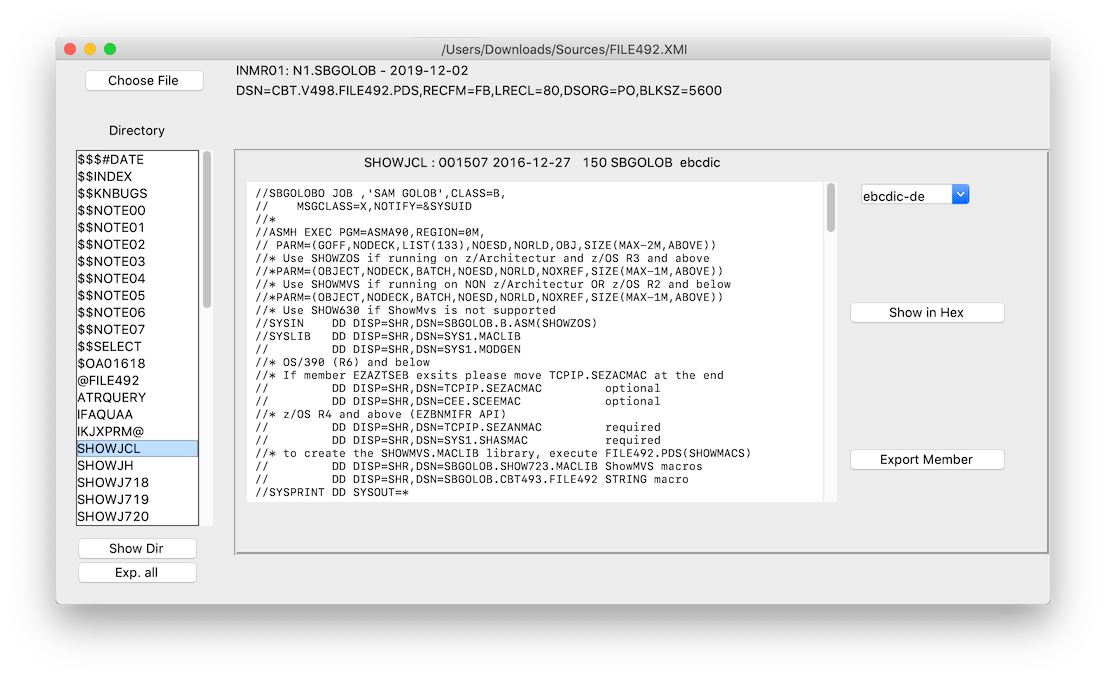 /Users/Downloads/Sources/FILE492.XMI
Choose File
INMR01: N1.SBGOLOB - 2019-12-02
DSN=CBT.V498.FILE492.PDS,RECFM=FB,LRECL=80,DSORG=PO,BLKSZ=5600
Directory
$$$#DATE
$$INDEX
$$KNBUGS
$$NOTE00
$$NOTE01
$$NOTE02
$$NOTE03
$$NOTE04
$$NOTE05
$$NOTE06
$$NOTE07
$$SELECT
$OA01618
@FILE492
ATRQUERY
IFAQUAA
IKJXPRM@
SHOWJCL
SHOWJH
SHOWJ718
SHOWJ719
SHOWJ720
Show Dir
Exp. all
SHOWJCL : 001507 2016-12-27 150 SBGOLOB ebcdic
//SBGOLOBO JOB ,'SAM GOLOB',CLASS=B,
// MSGCLASS=X,NOTIFY=&SYSUID
//*
//ASMH EXEC PGM=ASMA90,REGION=0M,
// PARM=(GOFF,NODECK,LIST(133),NOESD,NORLD,OBJ,SIZE(MAX-2M,ABOVE))
//* Use SHOWZOS if running on z/Architectur and z/OS R3 and above
//*PARM=(OBJECT,NODECK,BATCH,NOESD,NORLD,NOXREF,SIZE(MAX-1M,ABOVE))
//* Use SHOWMVS if running on NON z/Architectur OR z/OS R2 and below
//*PARM=(OBJECT,NODECK,BATCH,NOESD,NORLD,NOXREF,SIZE(MAX-1M,ABOVE))
//* Use SHOW630 if ShowMvs is not supported
//SYSIN DD DISP=SHR,DSN=SBGOLOB.B.ASM(SHOWZOS)
//SYSLIB DD DISP=SHR,DSN=SYS1.MACLIB
// DD DISP=SHR,DSN=SYS1.MODGEN
//* OS/390 (R6) and below
//* If member EZAZTSEB exsits please move TCPIP.SEZACMAC at the end
// DD DISP=SHR,DSN=TCPIP.SEZACMAC optional
// DD DISP=SHR,DSN=CEE.SCEEMAC optional
//* z/OS R4 and above (EZBNMIFR API)
// DD DISP=SHR,DSN=TCPIP.SEZANMAC required
// DD DISP=SHR,DSN=SYS1.SHASMAC required
//* to create the SHOWMVS.MACLIB library, execute FILE492.PDS(SHOWMACS)
// DD DISP=SHR,DSN=SBGOLOB.SHOW723.MACLIB ShowMVS macros
// DD DISP=SHR,DSN=SBGOLOB.CBT493.FILE492 STRING macro
//SYSPRINT DD SYSOUT=*
ebcdic-de
Show in Hex
Export Member